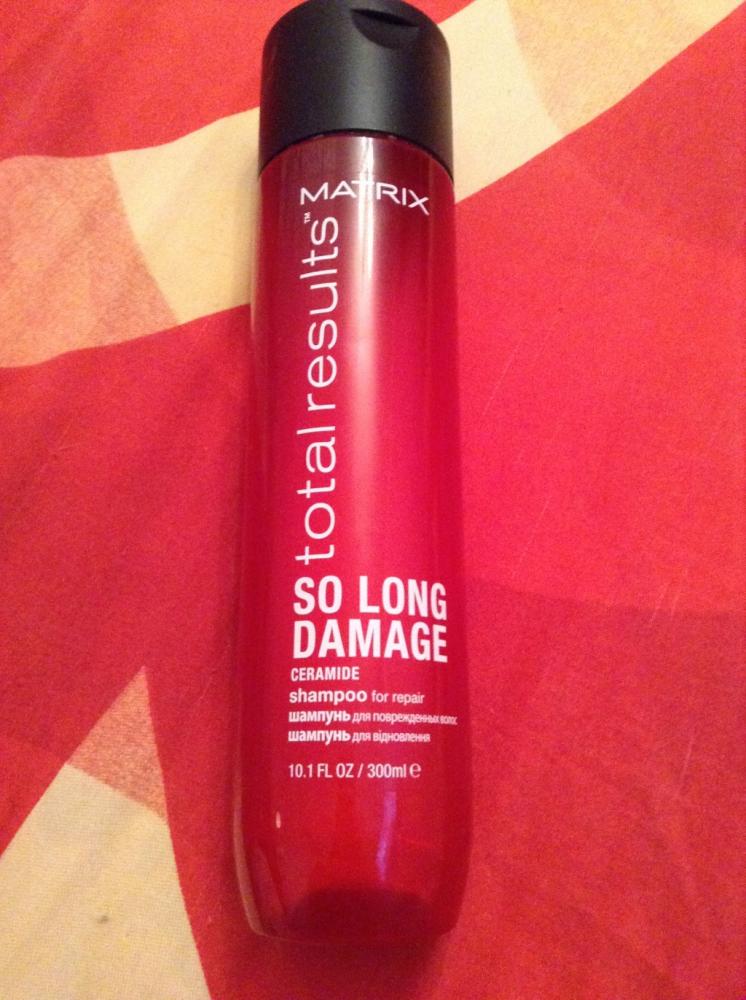 MATRIX
total results™
SO LONG
DAMAGE
CERAMIDE
shampoo for repair
шампунь для поврежденных волос
шампунь для відновлення
10.1 FL OZ / 300ml ℮